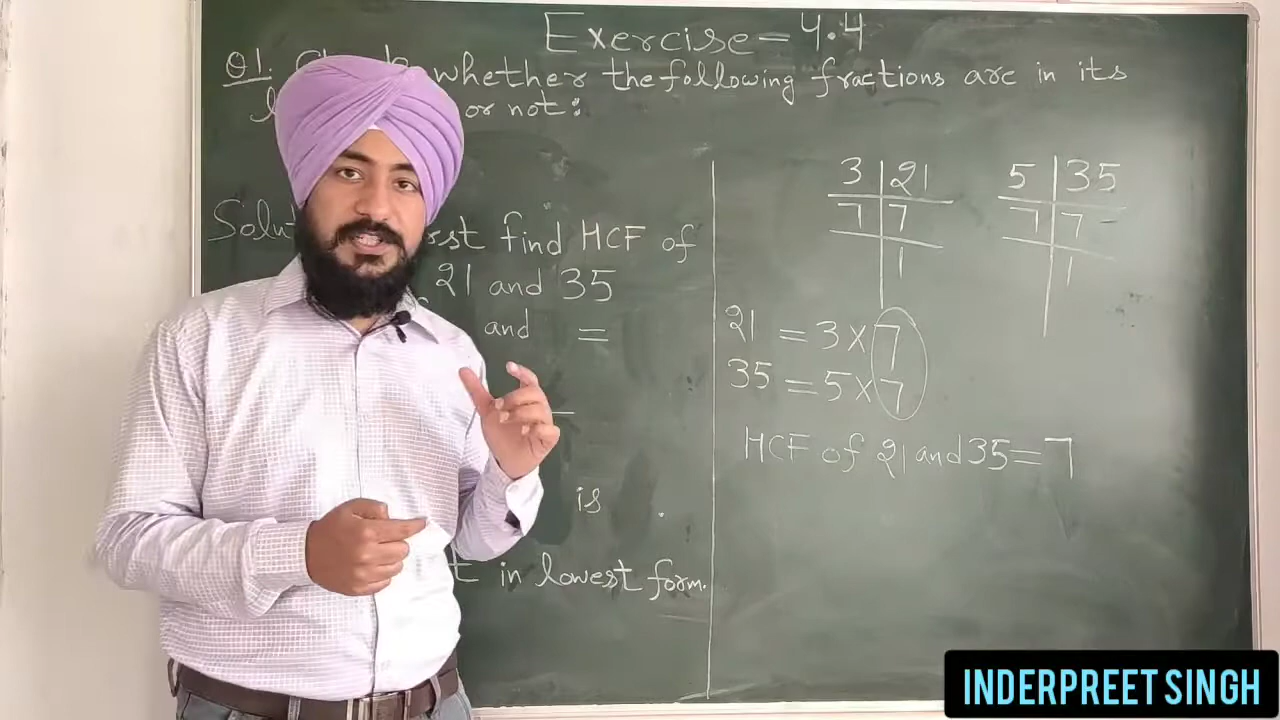 Exercise=4.4
Q1. whether the following fractions are in its
or not:
find HCF of
21 and 35
and =
is
in lowest form.
3 | 21
7 | 7
1
5 | 35
7 | 7
1
21 = 3×7
35 = 5×7
HCF of 21 and 35=7
INDERPREET SINGH